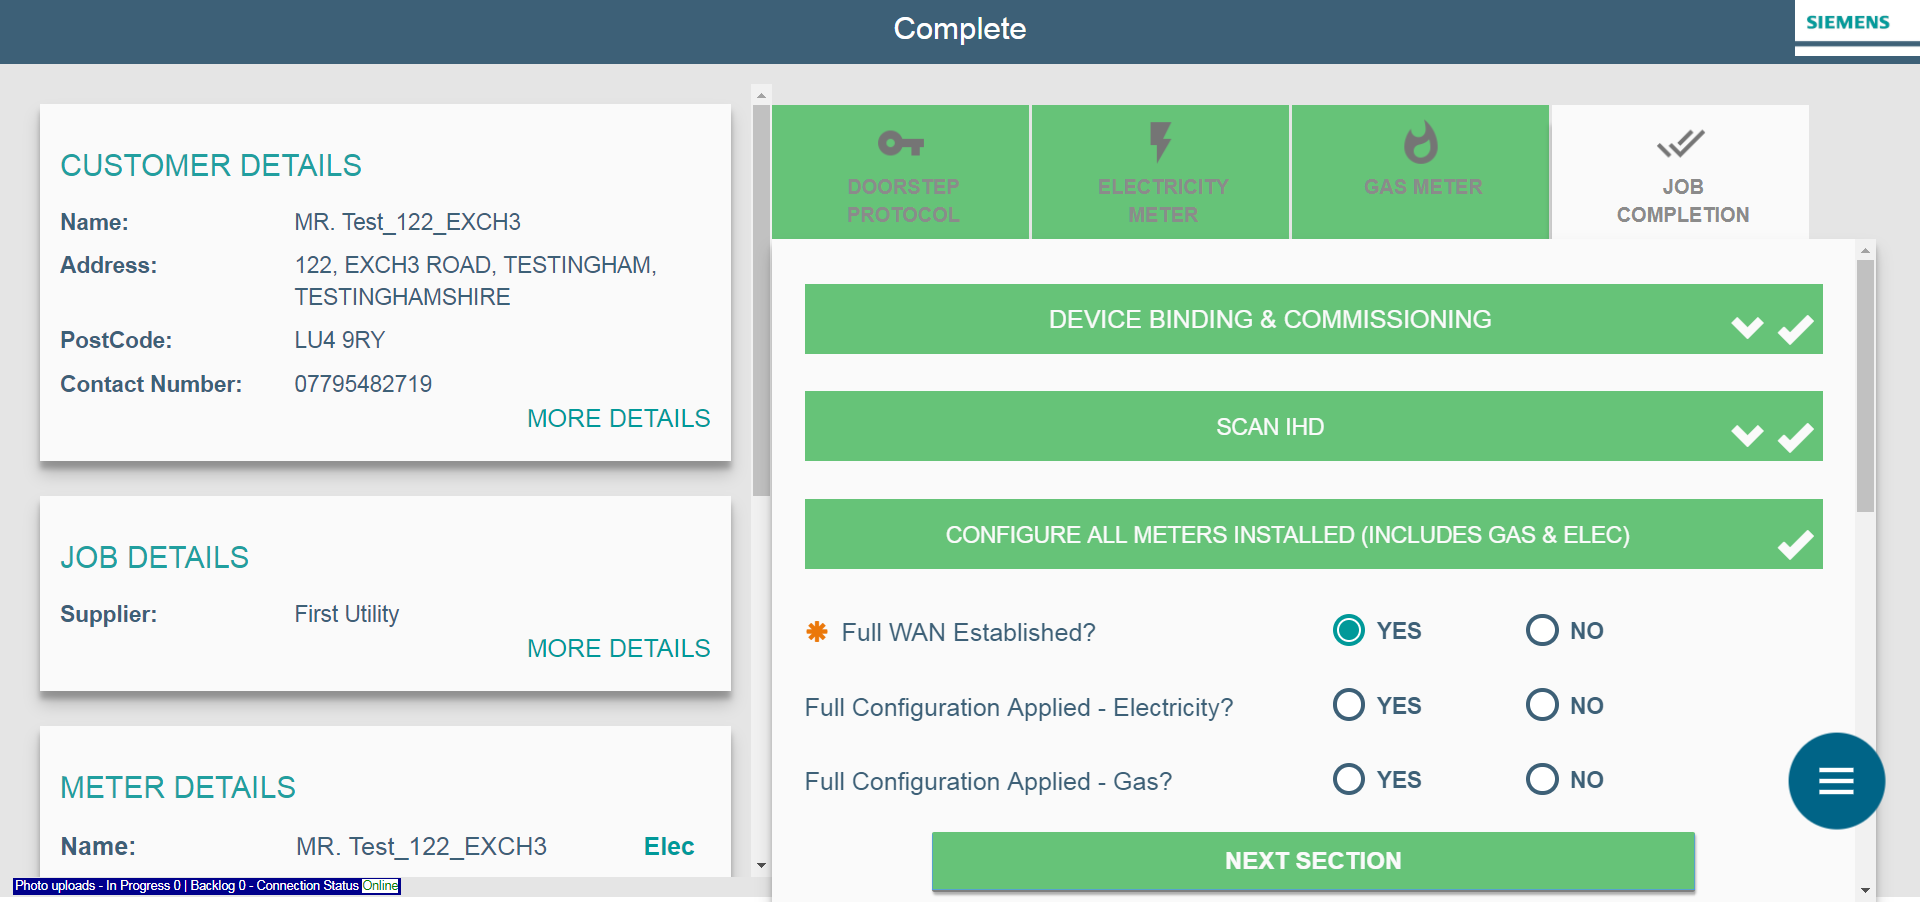 Complete
SIEMENS
CUSTOMER DETAILS
Name: MR. Test_122_EXCH3
Address: 122, EXCH3 ROAD, TESTINGHAM,
TESTINGHAMSHIRE
PostCode: LU4 9RY
Contact Number: 07795482719
MORE DETAILS
JOB DETAILS
Supplier: First Utility
MORE DETAILS
METER DETAILS
Name: MR. Test_122_EXCH3 Elec
Photo uploads - In Progress 0 | Backlog 0 - Connection Status Online
DOORSTEP
PROTOCOL
ELECTRICITY
METER
GAS METER
JOB
COMPLETION
DEVICE BINDING & COMMISSIONING
SCAN IHD
CONFIGURE ALL METERS INSTALLED (INCLUDES GAS & ELEC)
Full WAN Established? YES NO
Full Configuration Applied - Electricity? YES NO
Full Configuration Applied - Gas? YES NO
NEXT SECTION